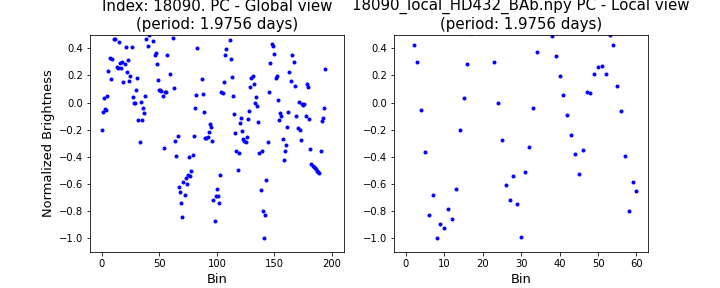 Index: 18090. PC - Global view
(period: 1.9756 days)
18090_local_HD432_BAb.npy PC - Local view
(period: 1.9756 days)
Normalized Brightness
0.4
0.2
0.0
−0.2
−0.4
−0.6
−0.8
−1.0
0 50 100 150 200
Bin
0.4
0.2
0.0
−0.2
−0.4
−0.6
−0.8
−1.0
0 10 20 30 40 50 60
Bin